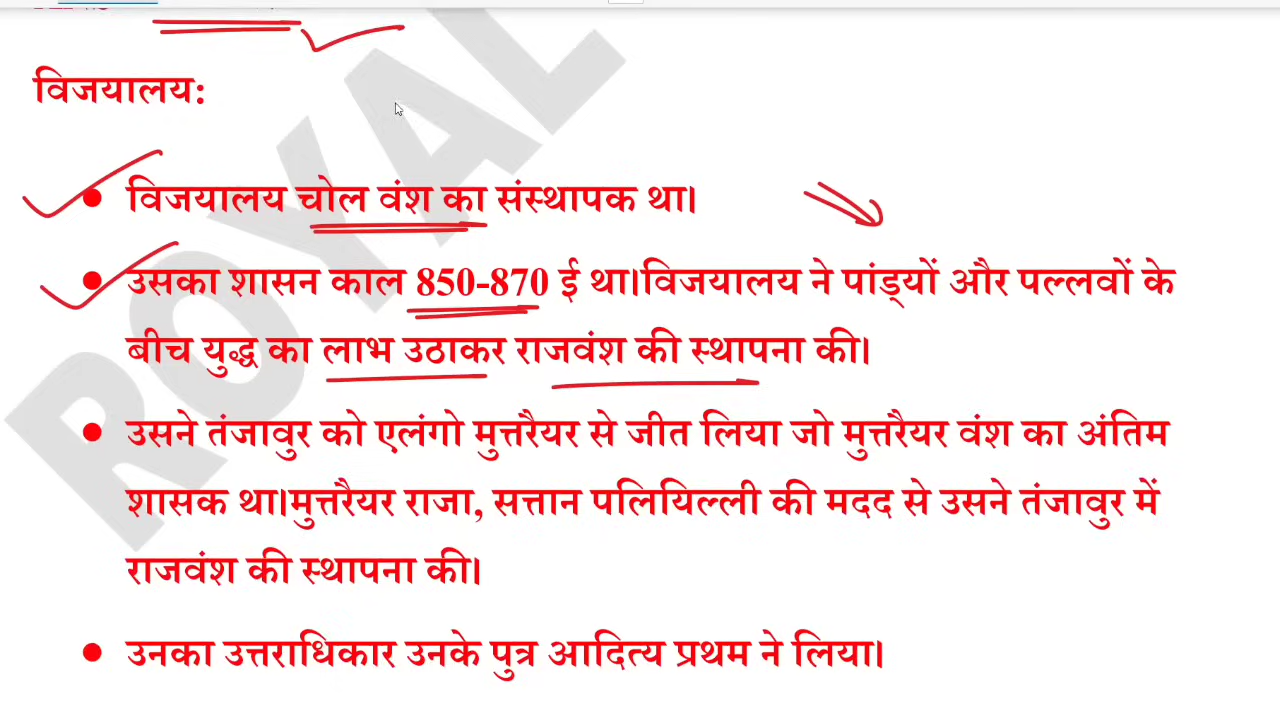 विजयालय:
विजयालय चोल वंश का संस्थापक था।
उसका शासन काल 850-870 ई था।विजयालय ने पांड्यों और पल्लवों के
बीच युद्ध का लाभ उठाकर राजवंश की स्थापना की।
उसने तंजावुर को एलंगो मुत्तरैयर से जीत लिया जो मुत्तरैयर वंश का अंतिम
शासक था।मुत्तरैयर राजा, सत्तान पलियिल्ली की मदद से उसने तंजावुर में
राजवंश की स्थापना की।
उनका उत्तराधिकार उनके पुत्र आदित्य प्रथम ने लिया।
ROYAL